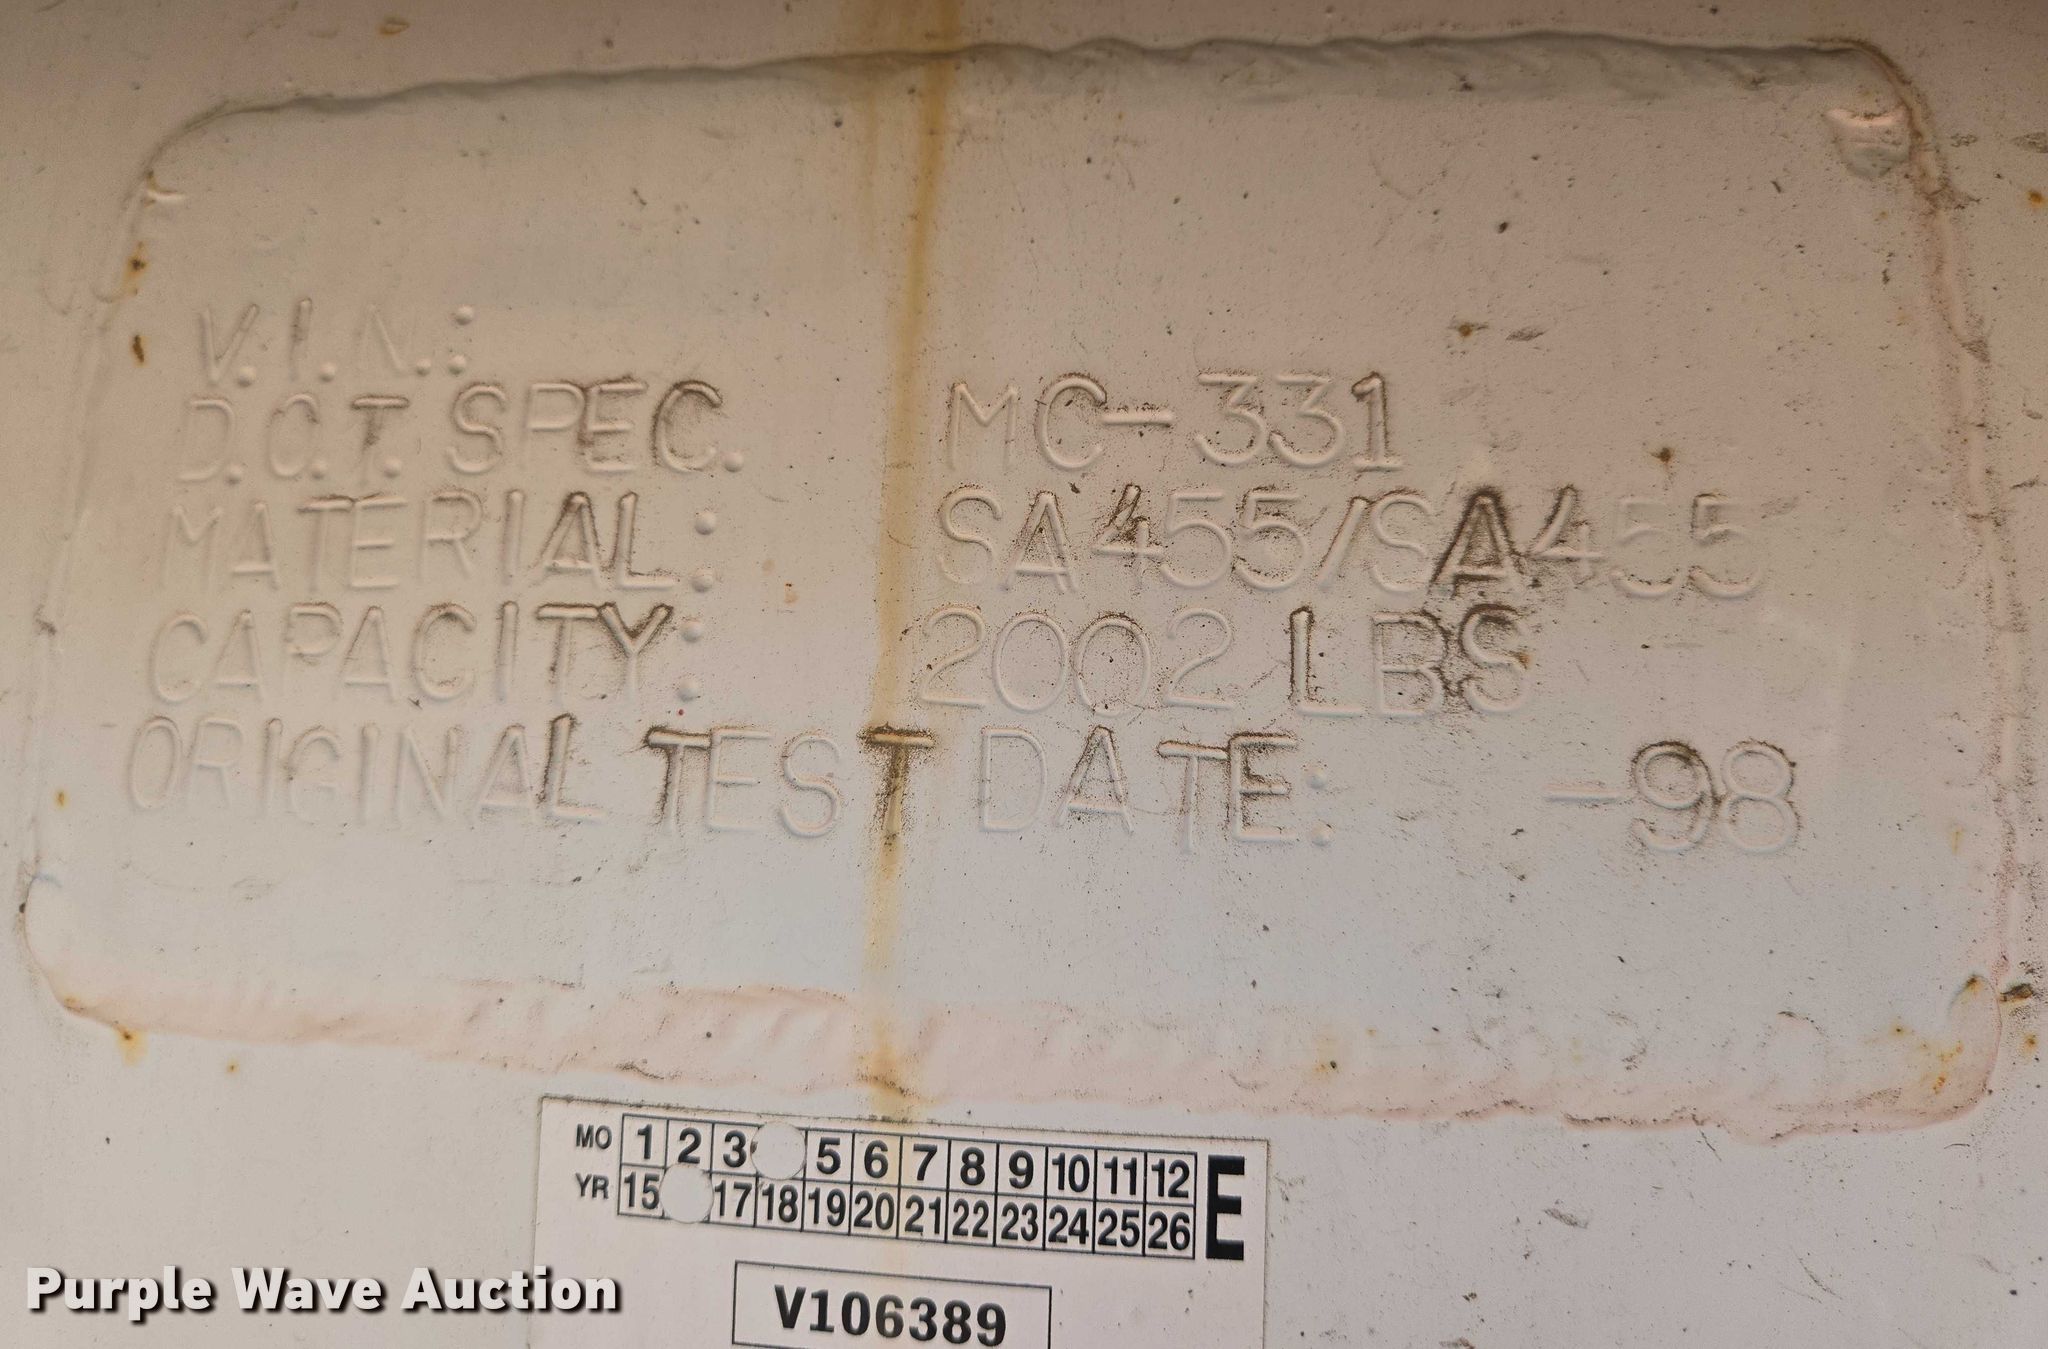 V.I.N.:
D.O.T. SPEC. MC-331
MATERIAL: SA455/SA455
CAPACITY: 2002 LBS
ORIGINAL TEST DATE: -98
MO 1 2 3 5 6 7 8 9 10 11 12 E
YR 15 17 18 19 20 21 22 23 24 25 26
V106389
Purple Wave Auction